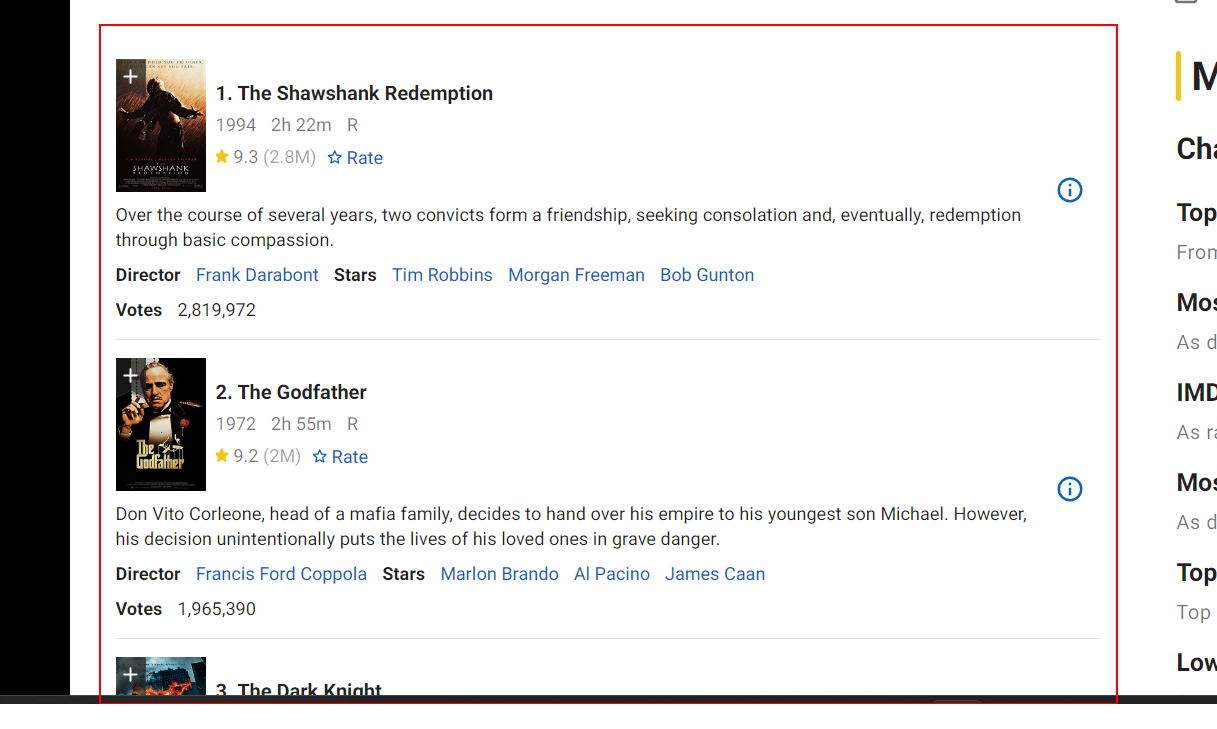 1. The Shawshank Redemption
1994 2h 22m R
9.3 (2.8M) Rate
SHAWSHANK
REDEMPTION
Over the course of several years, two convicts form a friendship, seeking consolation and, eventually, redemption
through basic compassion.
Director Frank Darabont Stars Tim Robbins Morgan Freeman Bob Gunton
Votes 2,819,972
2. The Godfather
1972 2h 55m R
9.2 (2M) Rate
The
Godfather
Don Vito Corleone, head of a mafia family, decides to hand over his empire to his youngest son Michael. However,
his decision unintentionally puts the lives of his loved ones in grave danger.
Director Francis Ford Coppola Stars Marlon Brando Al Pacino James Caan
Votes 1,965,390
3. The Dark Knight
M
Cha
Top
From
Mos
As d
IMD
As ra
Mos
As d
Top
Top
Low